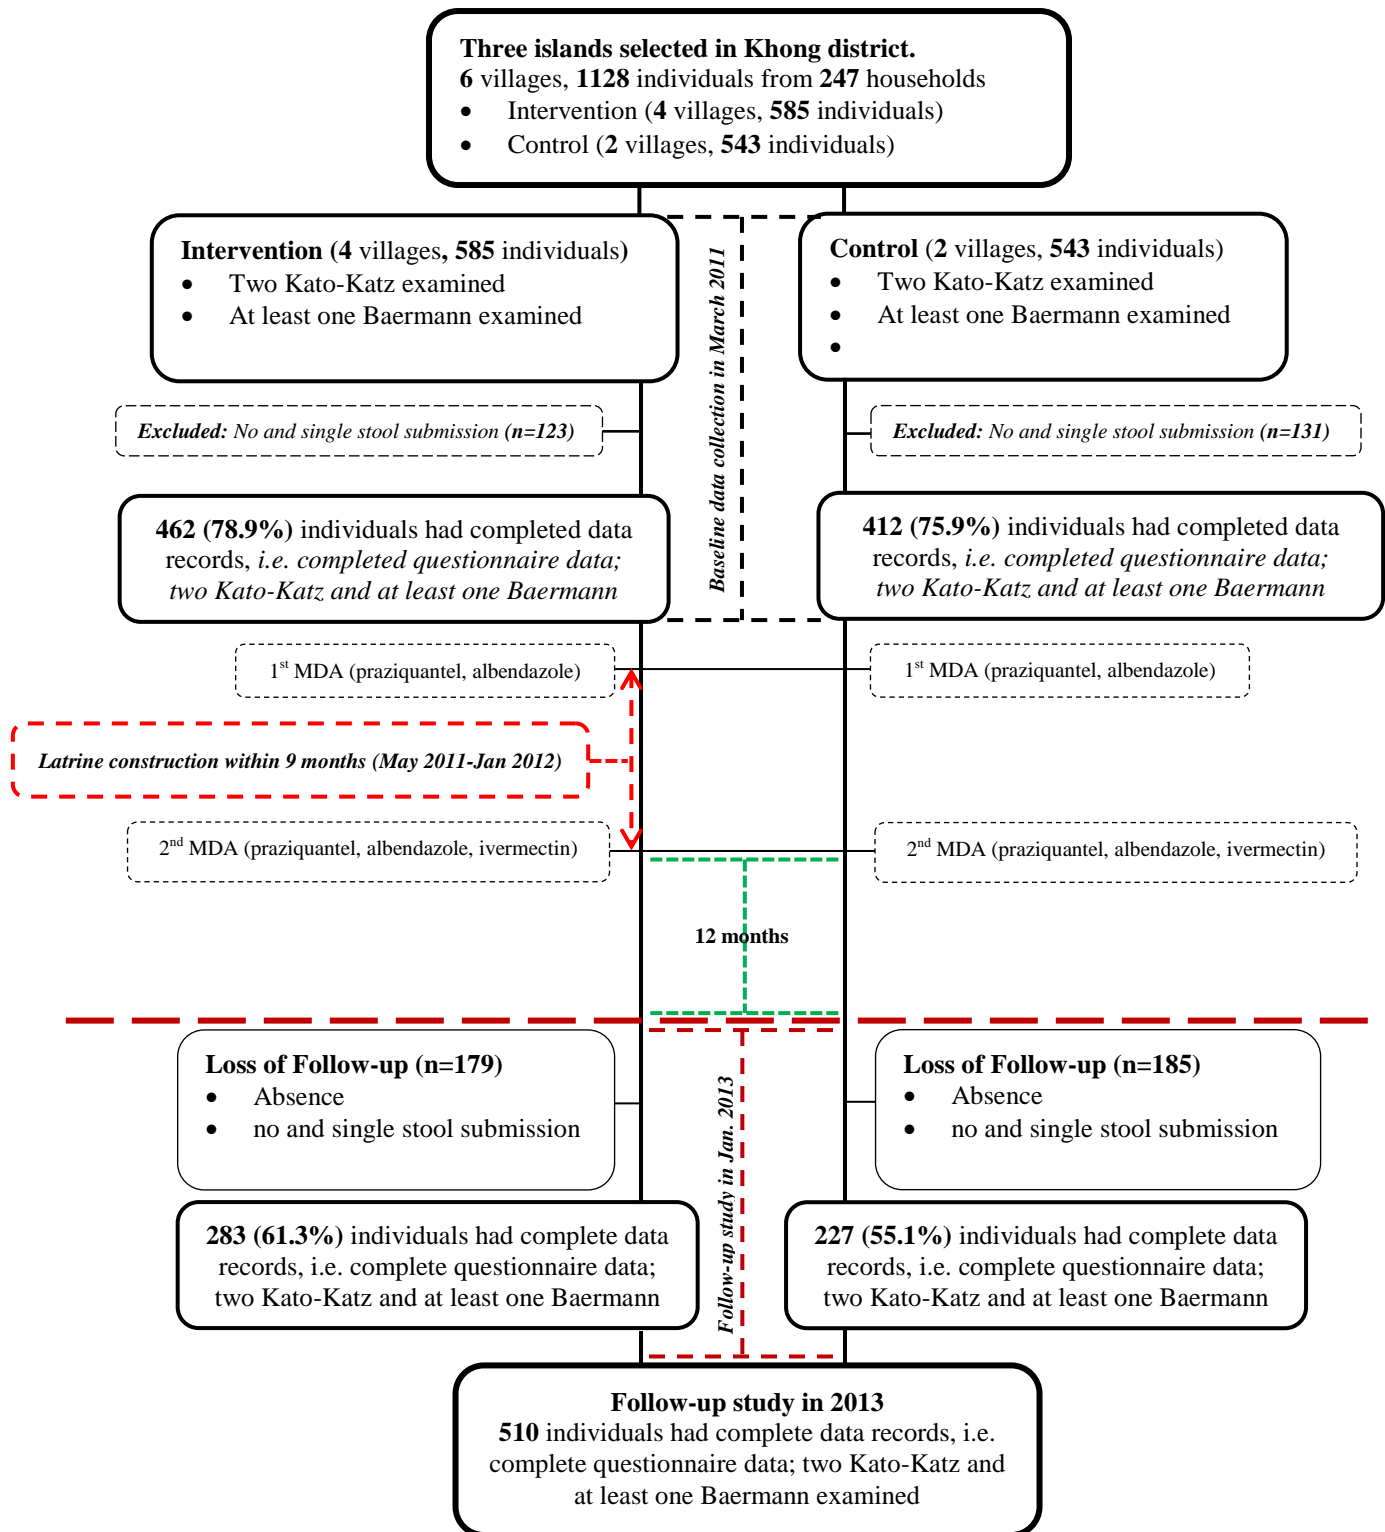 Three islands selected in Khong district.
6 villages, 1128 individuals from 247 households
• Intervention (4 villages, 585 individuals)
• Control (2 villages, 543 individuals)
Intervention (4 villages, 585 individuals)
• Two Kato-Katz examined
• At least one Baermann examined
Control (2 villages, 543 individuals)
• Two Kato-Katz examined
• At least one Baermann examined
•
Baseline data collection in March 2011
Excluded: No and single stool submission (n=123)
Excluded: No and single stool submission (n=131)
462 (78.9%) individuals had completed data
records, i.e. completed questionnaire data;
two Kato-Katz and at least one Baermann
412 (75.9%) individuals had completed data
records, i.e. completed questionnaire data;
two Kato-Katz and at least one Baermann
1st MDA (praziquantel, albendazole)
1st MDA (praziquantel, albendazole)
Latrine construction within 9 months (May 2011-Jan 2012)
2nd MDA (praziquantel, albendazole, ivermectin)
2nd MDA (praziquantel, albendazole, ivermectin)
12 months
Loss of Follow-up (n=179)
• Absence
• no and single stool submission
Loss of Follow-up (n=185)
• Absence
• no and single stool submission
Follow-up study in Jan. 2013
283 (61.3%) individuals had complete data
records, i.e. complete questionnaire data;
two Kato-Katz and at least one Baermann
227 (55.1%) individuals had complete data
records, i.e. complete questionnaire data;
two Kato-Katz and at least one Baermann
Follow-up study in 2013
510 individuals had complete data records, i.e.
complete questionnaire data; two Kato-Katz and
at least one Baermann examined